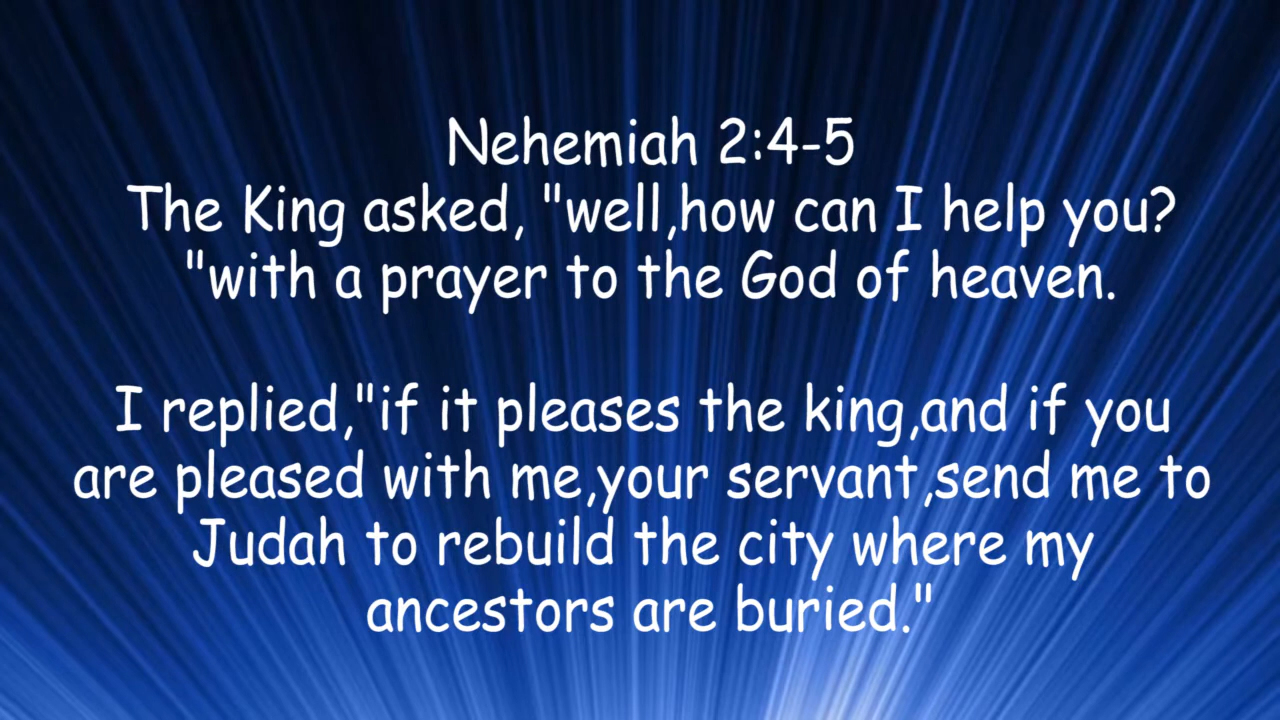 Nehemiah 2:4-5
The King asked, "well,how can I help you?
"with a prayer to the God of heaven.
I replied,"if it pleases the king,and if you
are pleased with me,your servant,send me to
Judah to rebuild the city where my
ancestors are buried."